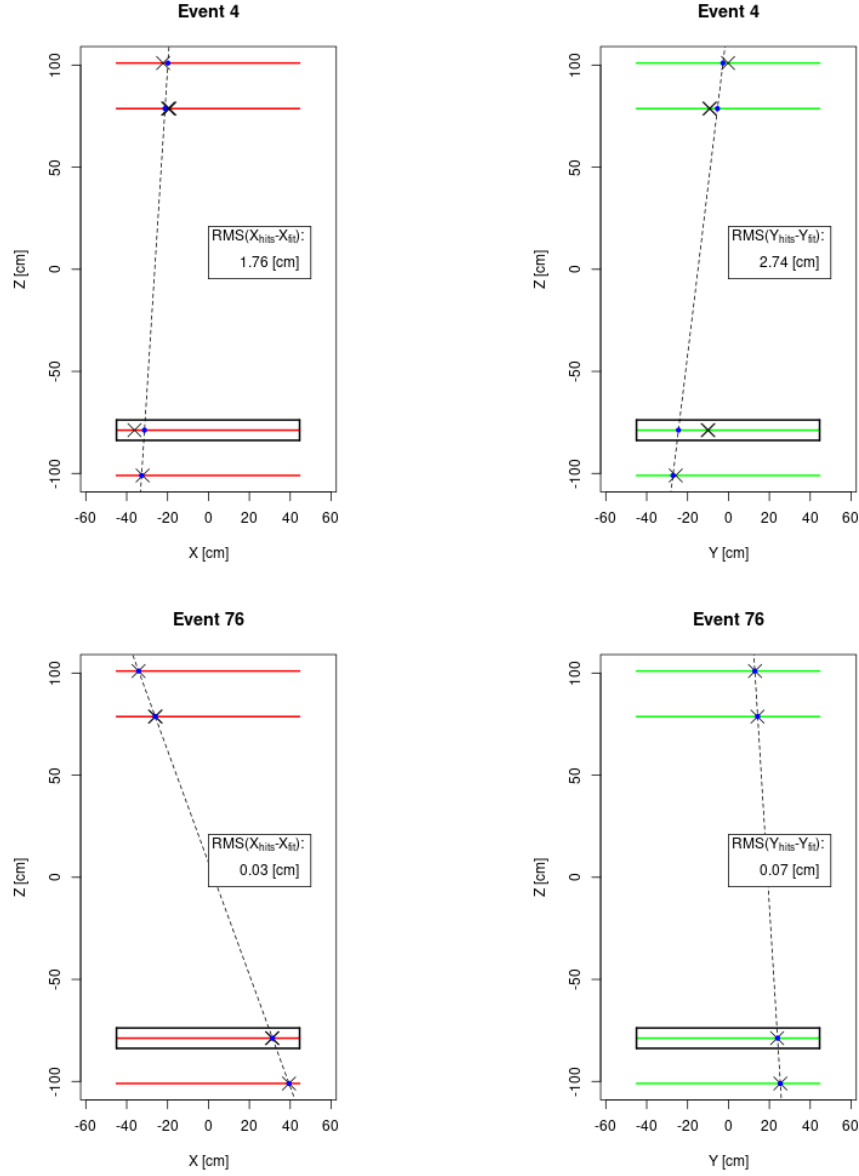 Event 4
Z [cm]
100
50
0
-50
-100
RMS(Xhits-Xfit):
1.76 [cm]
-60 -40 -20 0 20 40 60
X [cm]
Event 4
Z [cm]
100
50
0
-50
-100
RMS(Yhits-Yfit):
2.74 [cm]
-60 -40 -20 0 20 40 60
Y [cm]
Event 76
Z [cm]
100
50
0
-50
-100
RMS(Xhits-Xfit):
0.03 [cm]
-60 -40 -20 0 20 40 60
X [cm]
Event 76
Z [cm]
100
50
0
-50
-100
RMS(Yhits-Yfit):
0.07 [cm]
-60 -40 -20 0 20 40 60
Y [cm]